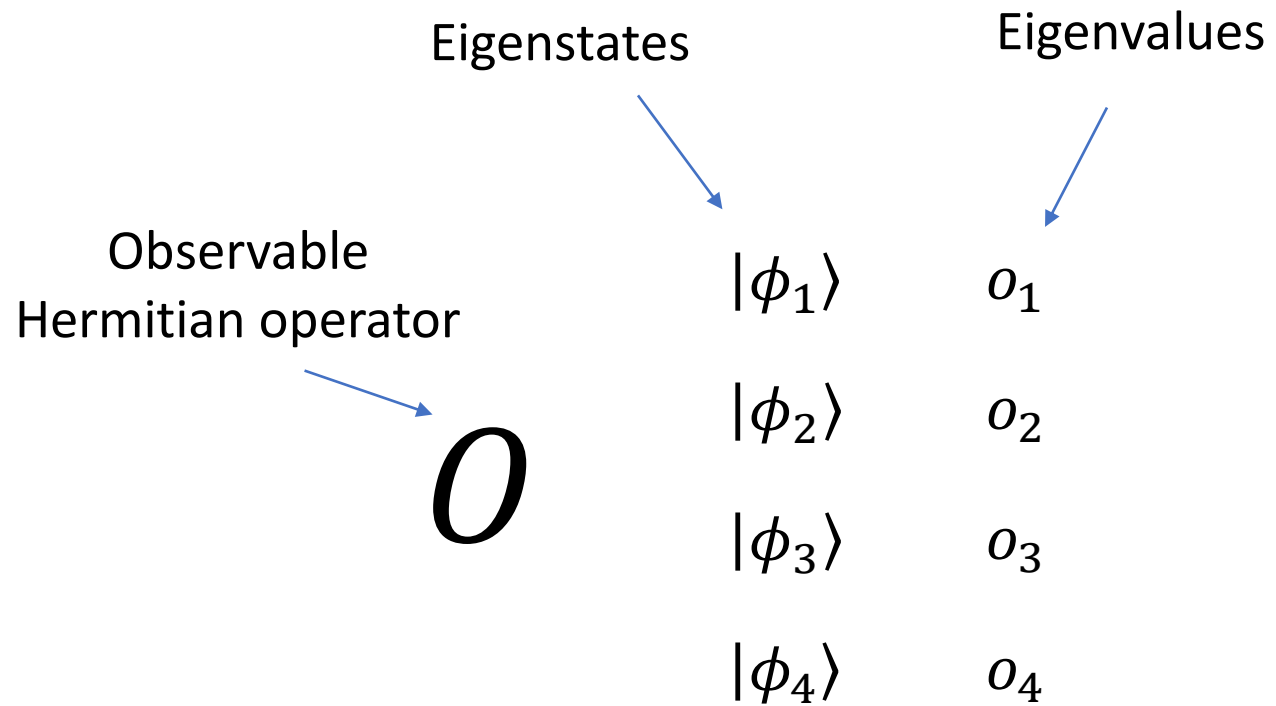 Eigenstates
Eigenvalues
Observable
Hermitian operator
O
|ϕ₁⟩ o₁
|ϕ₂⟩ o₂
|ϕ₃⟩ o₃
|ϕ₄⟩ o₄